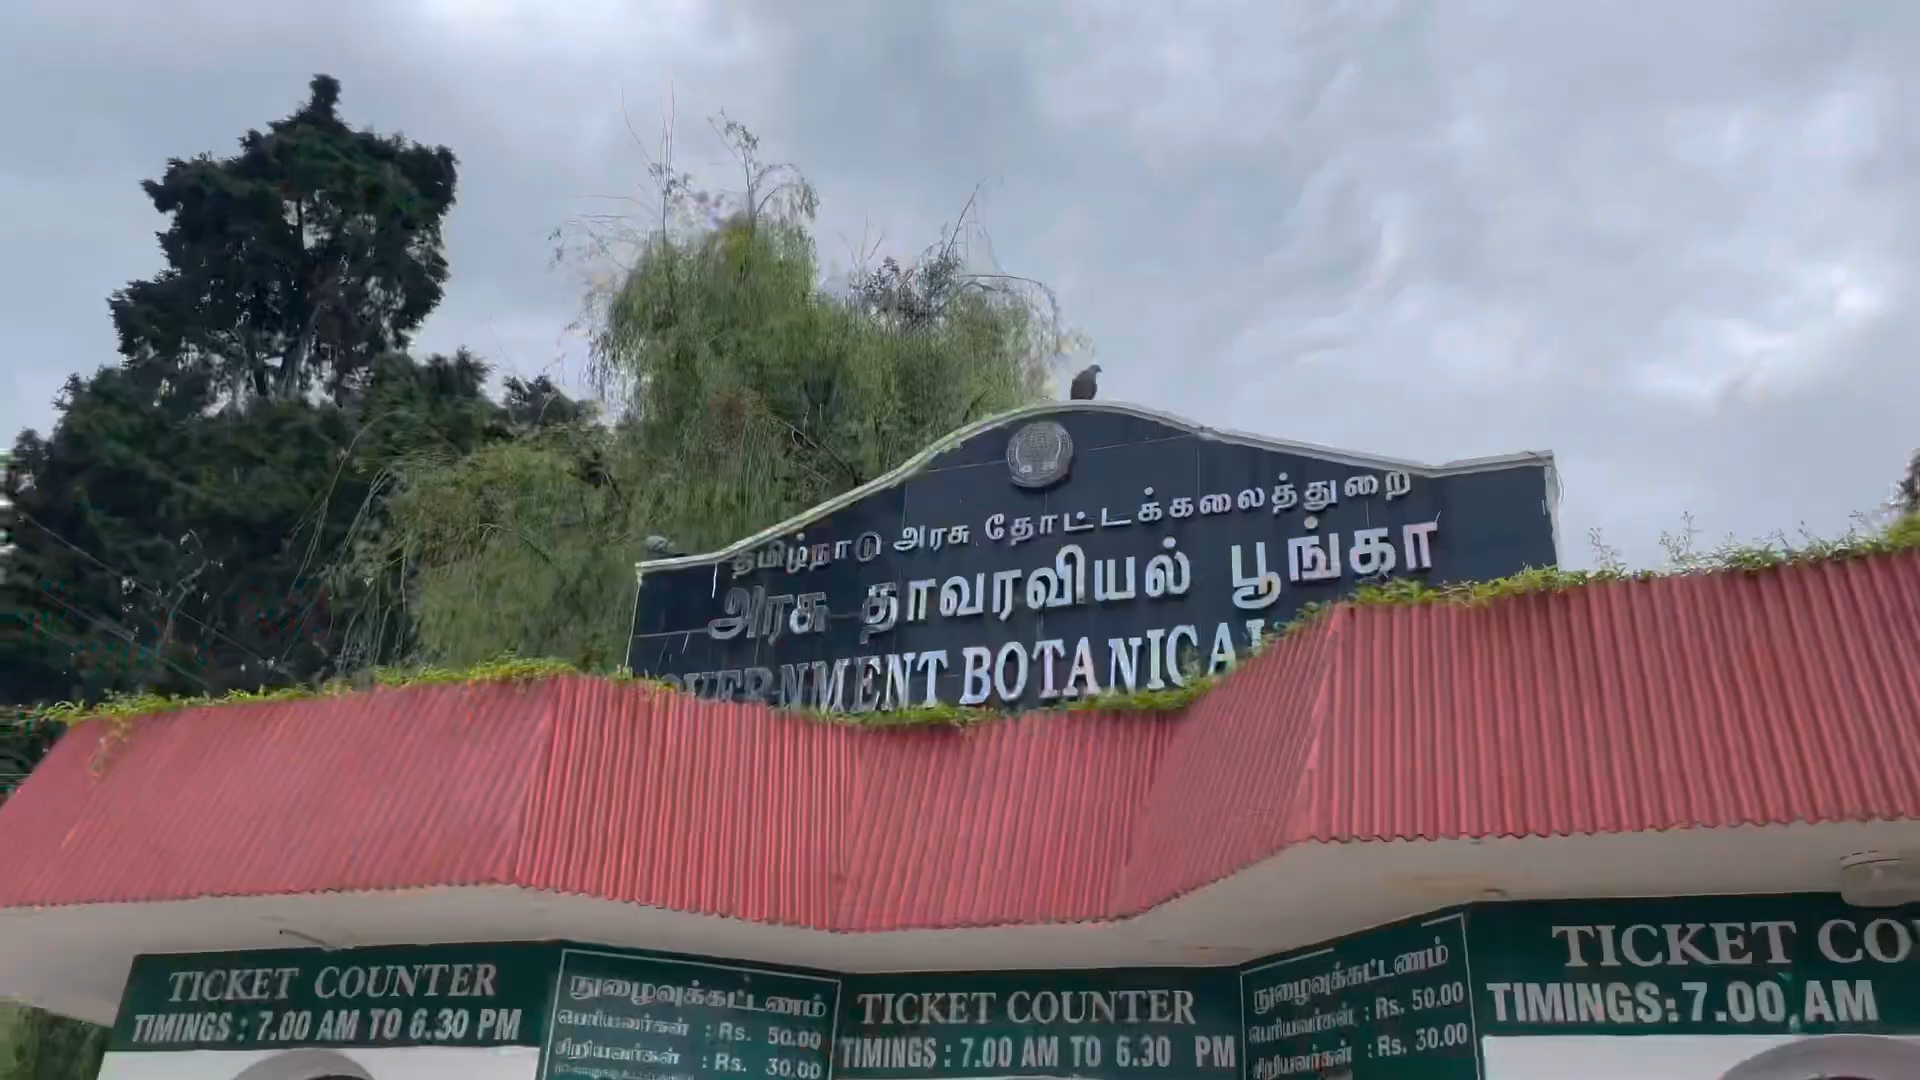 தமிழ்நாடு அரசு தோட்டக்கலைத்துறை
அரசு தாவரவியல் பூங்கா
GOVERNMENT BOTANICAL
TICKET COUNTER
TIMINGS : 7.00 AM TO 6.30 PM
நுழைவுக்கட்டணம்
பெரியவர்கள் : Rs. 50.00
சிறியவர்கள் : Rs. 30.00
TICKET COUNTER
TIMINGS : 7.00 AM TO 6.30 PM
நுழைவுக்கட்டணம்
பெரியவர்கள் : Rs. 50.00
சிறியவர்கள் : Rs. 30.00
TICKET CO
TIMINGS: 7.00 AM